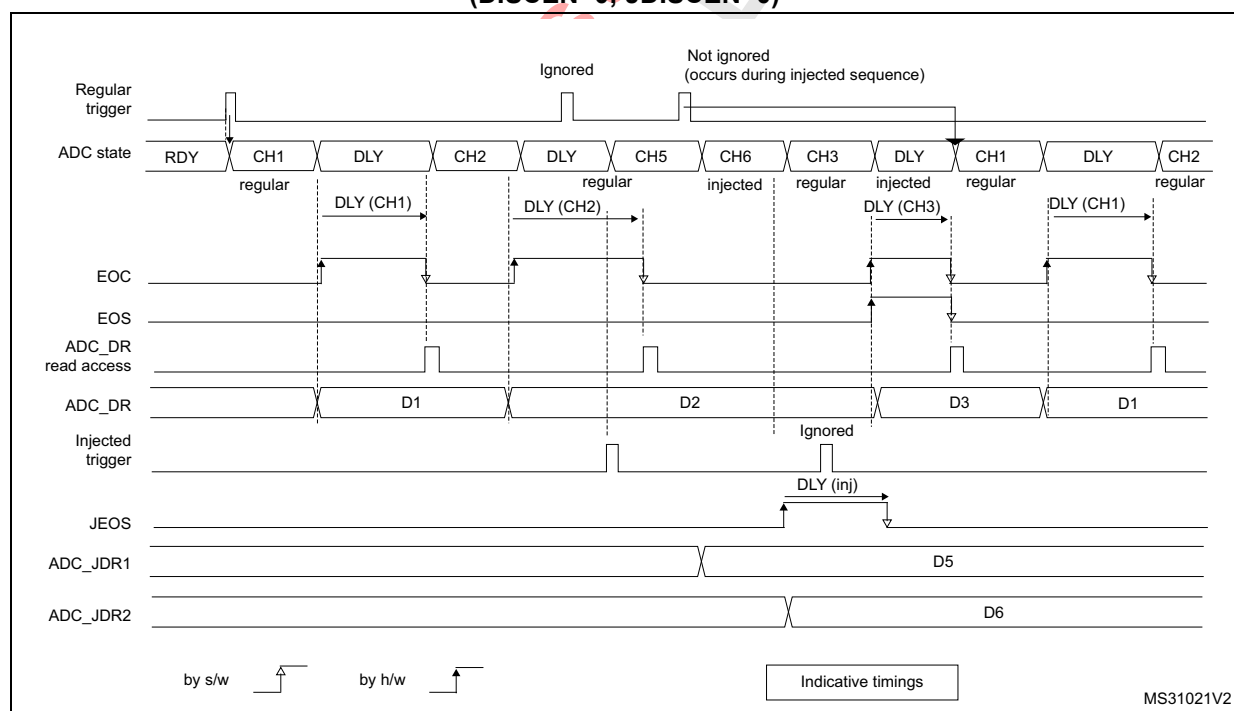 Not ignored
(occurs during injected sequence)
Ignored
Regular
trigger
ADC state
RDY CH1 DLY CH2 DLY CH5 CH6 CH3 DLY CH1 DLY CH2
regular regular injected regular injected regular regular
DLY (CH1) DLY (CH2) DLY (CH3) DLY (CH1)
EOC
EOS
ADC_DR
read access
ADC_DR D1 D2 D3 D1
Injected
trigger
Ignored
DLY (inj)
JEOS
ADC_JDR1 D5
ADC_JDR2 D6
by s/w by h/w Indicative timings
MS31021V2